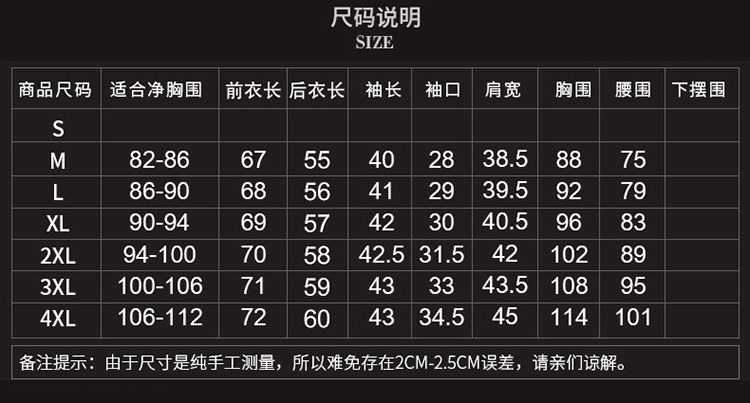 尺码说明
SIZE
商品尺码 适合净胸围 前衣长 后衣长 袖长 袖口 肩宽 胸围 腰围 下摆围
S
M 82-86 67 55 40 28 38.5 88 75
L 86-90 68 56 41 29 39.5 92 79
XL 90-94 69 57 42 30 40.5 96 83
2XL 94-100 70 58 42.5 31.5 42 102 89
3XL 100-106 71 59 43 33 43.5 108 95
4XL 106-112 72 60 43 34.5 45 114 101
备注提示：由于尺寸是纯手工测量，所以难免存在2CM-2.5CM误差，请亲们谅解。